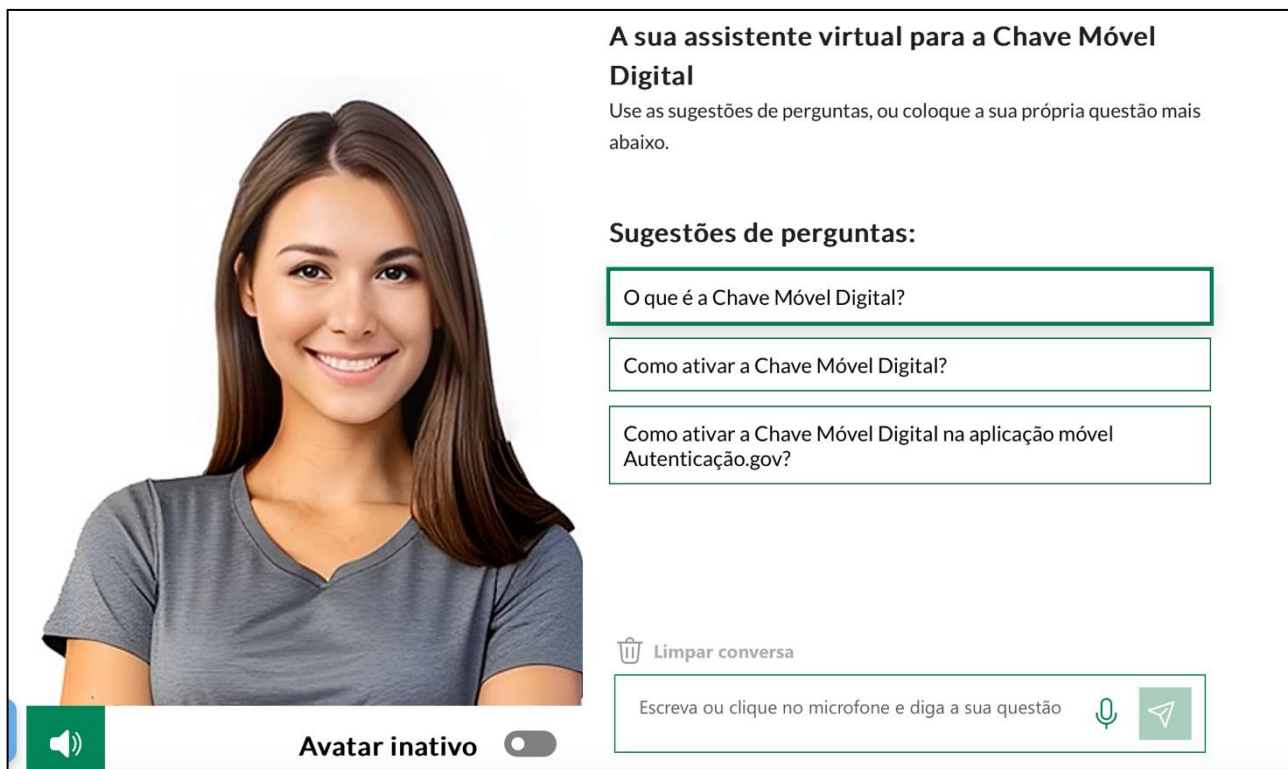 A sua assistente virtual para a Chave Móvel
Digital
Use as sugestões de perguntas, ou coloque a sua própria questão mais
abaixo.
Sugestões de perguntas:
O que é a Chave Móvel Digital?
Como ativar a Chave Móvel Digital?
Como ativar a Chave Móvel Digital na aplicação móvel
Autenticação.gov?
Limpar conversa
Escreva ou clique no microfone e diga a sua questão
Avatar inativo